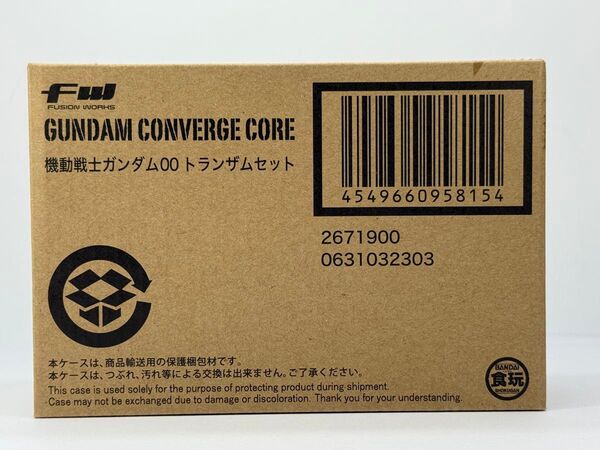 FW
FUSION WORKS
GUNDAM CONVERGE CORE
機動戦士ガンダム00 トランザムセット
4549660958154
2671900
0631032303
本ケースは、商品輸送用の保護梱包材です。
本ケースは、つぶれ、汚れ等による交換は出来ません。ご了承ください。
This case is used solely for the purpose of protecting product during shipment.
Case may not be exchanged due to damage or discoloration. Thank you for your understanding.
BANDAI
食玩
SHOKUGAN